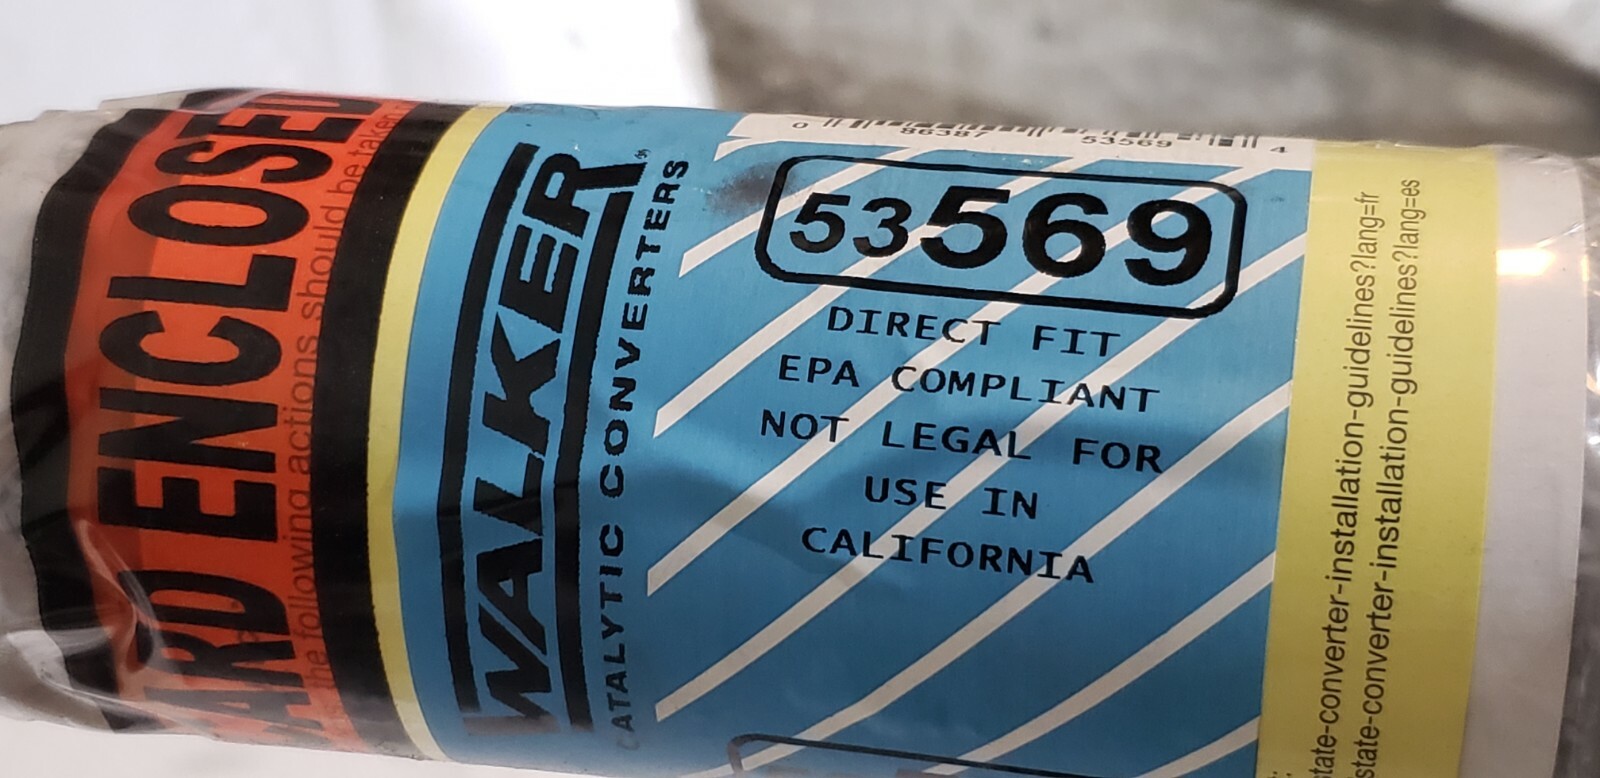 ARD ENCLOSED
the following actions should be taken
WALKER®
CATALYTIC CONVERTERS
0 86387 53569 4
53569
DIRECT FIT
EPA COMPLIANT
NOT LEGAL FOR
USE IN
CALIFORNIA
tate-converter-installation-guidelines?lang=fr
state-converter-installation-guidelines?lang=es